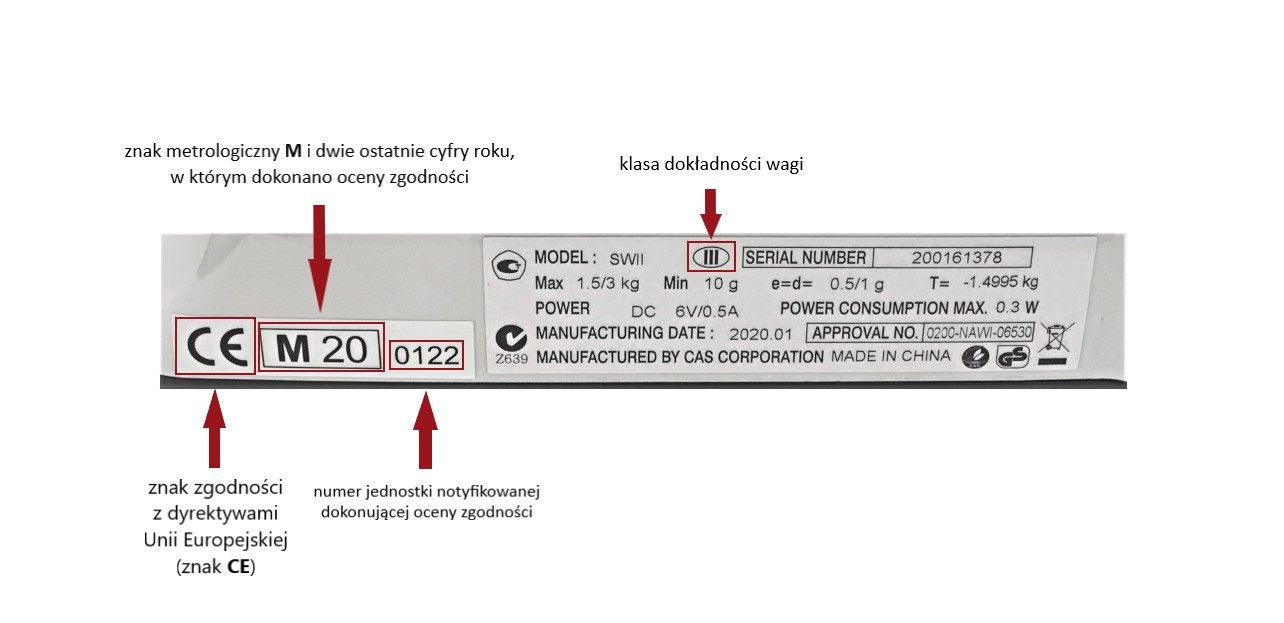 znak metrologiczny M i dwie ostatnie cyfry roku,
w którym dokonano oceny zgodności
klasa dokładności wagi
MODEL : SWII III SERIAL NUMBER 200161378
Max 1.5/3 kg Min 10 g e=d= 0.5/1 g T= -1.4995 kg
POWER DC 6V/0.5A POWER CONSUMPTION MAX. 0.3 W
MANUFACTURING DATE : 2020.01 APPROVAL NO. 0200-NAWI-06530
Z639 MANUFACTURED BY CAS CORPORATION MADE IN CHINA GS
CE M 20 0122
znak zgodności
z dyrektywami
Unii Europejskiej
(znak CE)
numer jednostki notyfikowanej
dokonującej oceny zgodności